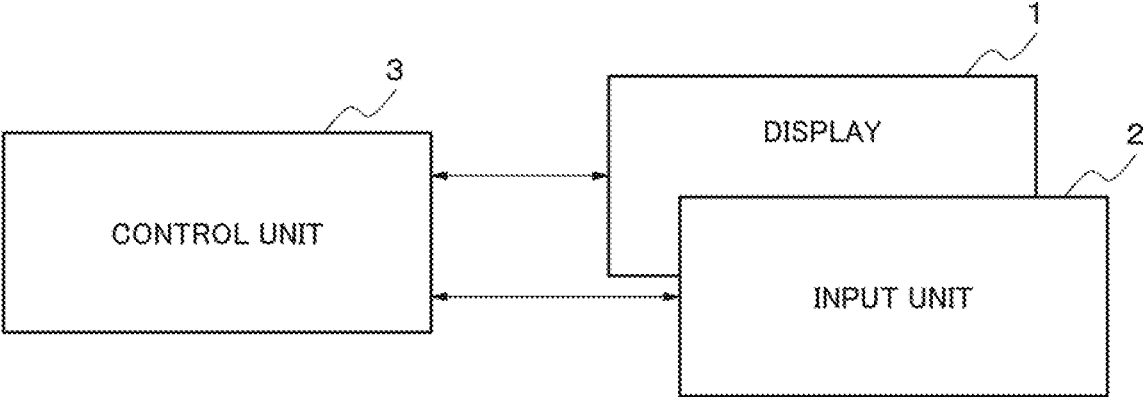 1
3
DISPLAY
2
CONTROL UNIT
INPUT UNIT